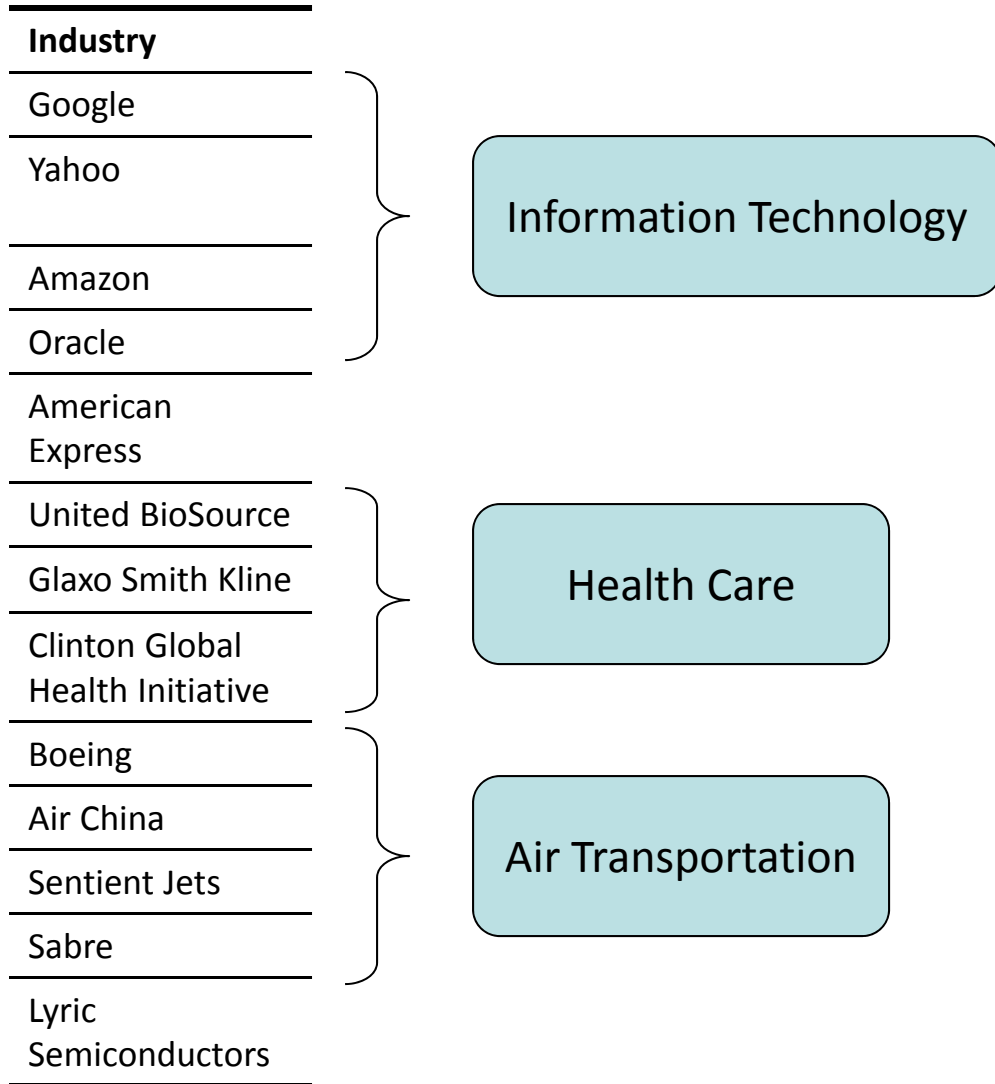 Industry
Google
Yahoo
Information Technology
Amazon
Oracle
American
Express
United BioSource
Glaxo Smith Kline
Health Care
Clinton Global
Health Initiative
Boeing
Air China
Air Transportation
Sentient Jets
Sabre
Lyric
Semiconductors